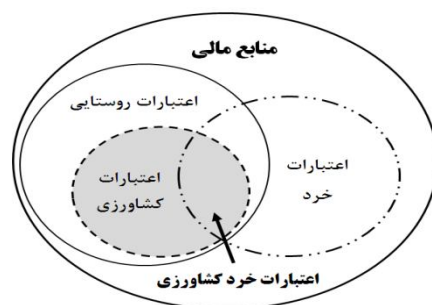 منابع مالی
اعتبارات روستایی
اعتبارات
خرد
اعتبارات
کشاورزی
اعتبارات خرد کشاورزی